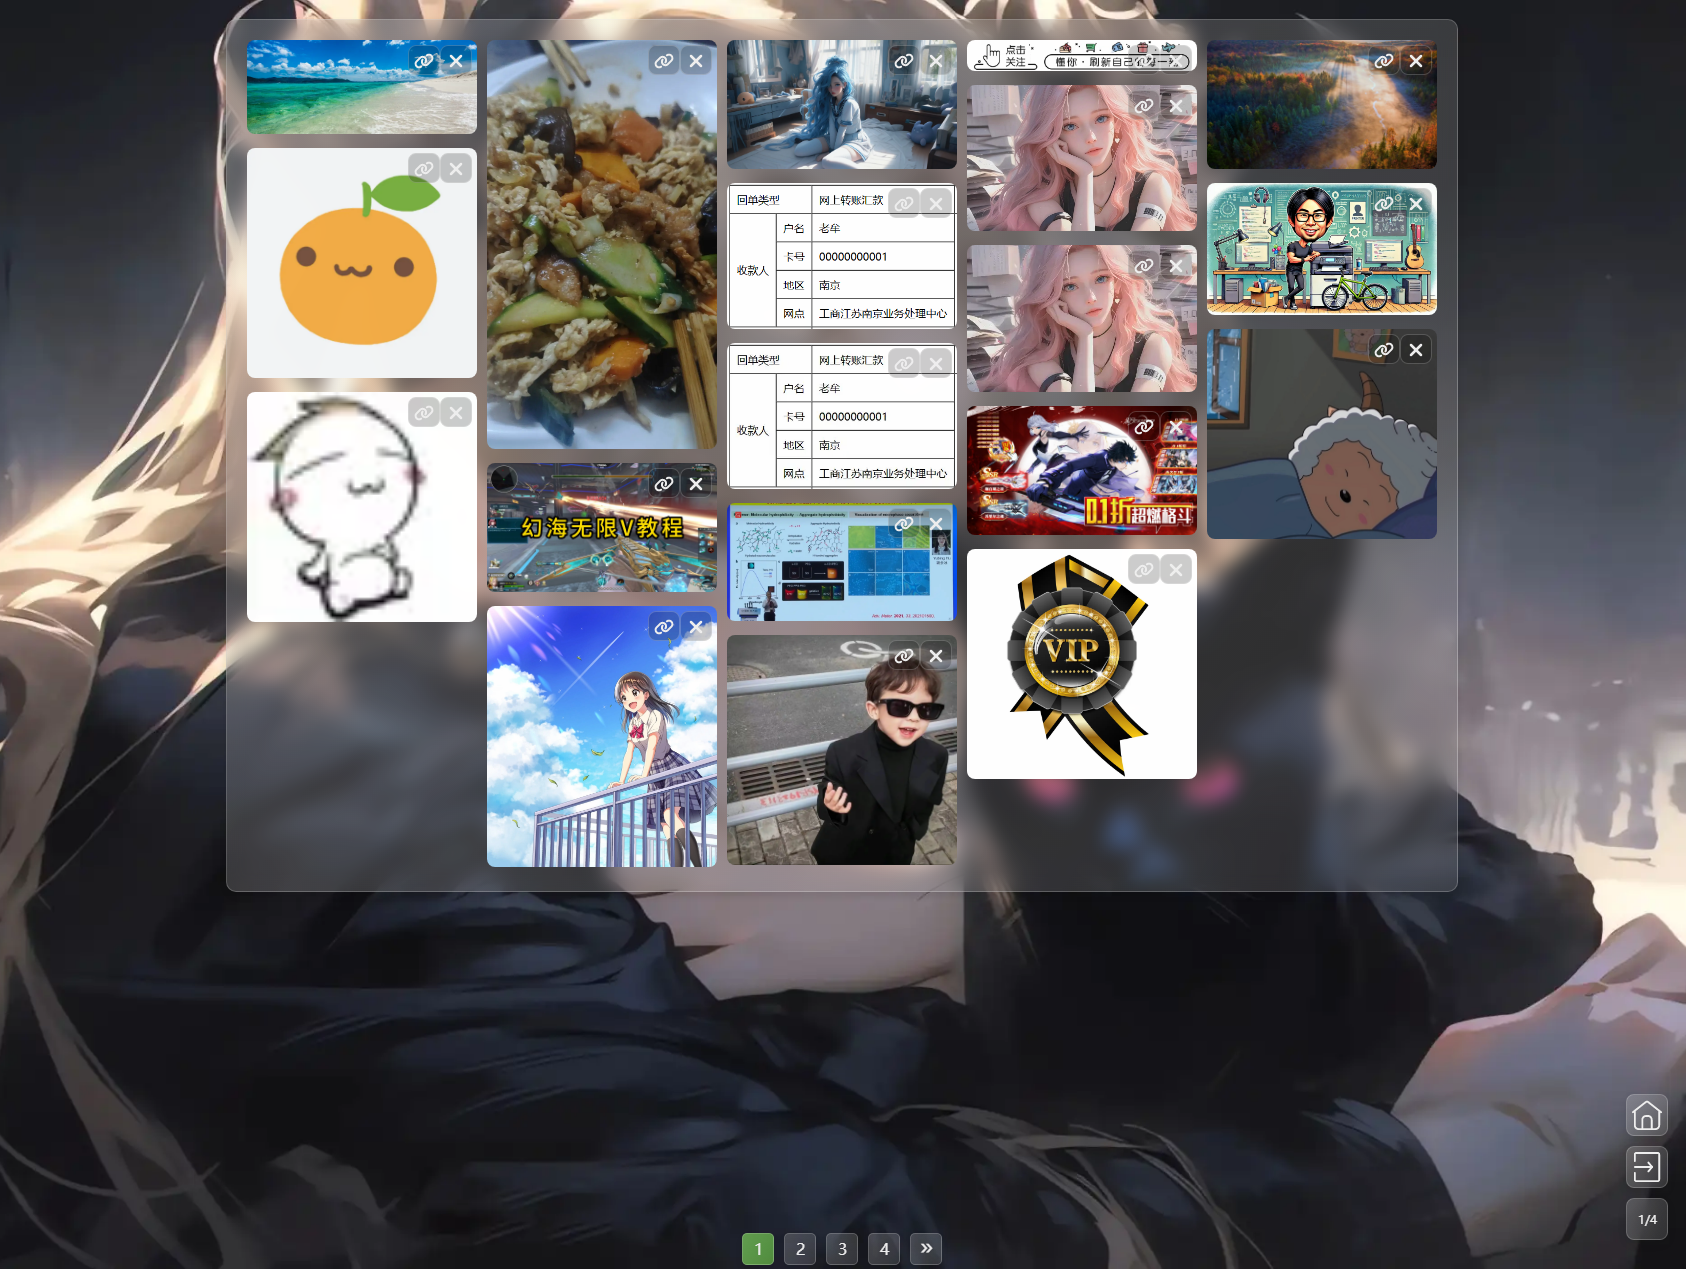 点击
关注
懂你·刷新自己
回单类型 网上转账汇款
收款人
户名 老牟
卡号 00000000001
地区 南京
网点 工商江苏南京业务处理中心
回单类型 网上转账汇款
收款人
户名 老牟
卡号 00000000001
地区 南京
网点 工商江苏南京业务处理中心
幻海无限V教程
0.1折超燃格斗
VIP
1/4
1 2 3 4 »